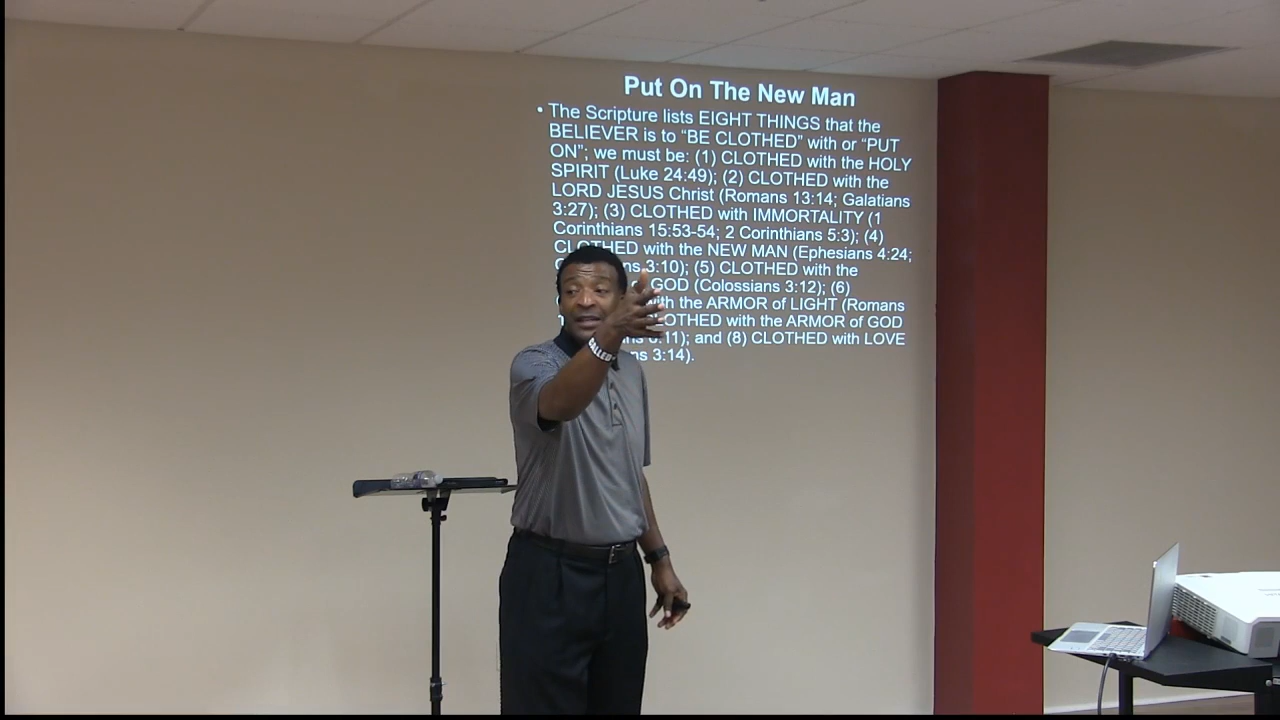 Put On The New Man
• The Scripture lists EIGHT THINGS that the
BELIEVER is to “BE CLOTHED” with or “PUT
ON”; we must be: (1) CLOTHED with the HOLY
SPIRIT (Luke 24:49); (2) CLOTHED with the
LORD JESUS Christ (Romans 13:14; Galatians
3:27); (3) CLOTHED with IMMORTALITY (1
Corinthians 15:53-54; 2 Corinthians 5:3); (4)
CLOTHED with the NEW MAN (Ephesians 4:24;
3:10); (5) CLOTHED with the
of GOD (Colossians 3:12); (6)
with the ARMOR of LIGHT (Romans
CLOTHED with the ARMOR of GOD
6:11); and (8) CLOTHED with LOVE
3:14).
CALLED